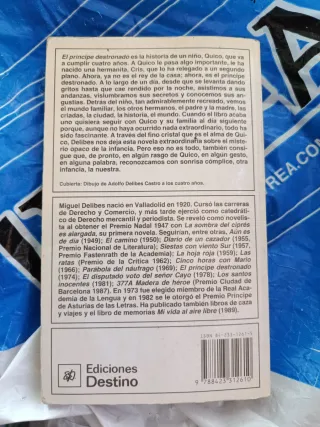 El príncipe destronado es la historia de un niño, Quico, que va
a cumplir cuatro años. A Quico le pasa algo importante, le ha
nacido una hermanita, Cris, que lo ha relegado a un segundo
plano. Ahora, ya no es el rey de la casa; ahora, es el príncipe
destronado. A lo largo de un día, desde que se levanta dando
gritos hasta que cae rendido por la noche, asistimos a sus
andanzas, vislumbramos sus secretos y conocemos sus an-
gustias. Detrás del niño, tan admirablemente recreado, vemos
el mundo familiar, los otros hermanos, el padre y la madre, las
criadas, la ciudad, la historia, el mundo. Cuando el libro acaba
uno quisiera seguir con Quico y su familia al día siguiente
porque, aunque no haya ocurrido nada extraordinario, todo ha
sido fascinante. A través del fino cristal que es el alma de Quico,
Delibes nos deja esta novela extraordinaria sobre el miste-
rio opaco de la infancia. Pero eso no es todo, también consi-
gue que, de pronto, en algún rasgo de Quico, en algún gesto,
en alguna palabra, reconozcamos con sonrisa cómplice, otra
infancia, la nuestra.
Cubierta: Dibujo de Adolfo Delibes Castro a los cuatro años.
Miguel Delibes nació en Valladolid en 1920. Cursó las carreras
de Derecho y Comercio, y más tarde ejerció como catedráti-
co de Derecho mercantil y periodista. Se reveló como novelis-
ta al obtener el Premio Nadal 1947 con La sombra del ciprés
es alargada, su primera novela. Seguirían, entre otras, Aún es
de día (1949); El camino (1950); Diario de un cazador (1955,
Premio Nacional de Literatura); Siestas con viento Sur (1957,
Premio Fastenrath de la Academia); La hoja roja (1959); Las
ratas (Premio de la Crítica 1962); Cinco horas con Mario
(1966); Parábola del náufrago (1969); El príncipe destronado
(1974); El disputado voto del señor Cayo (1978); Los santos
inocentes (1981); 377A Madera de héroe (Premio Ciudad de
Barcelona 1987). En 1973 fue elegido miembro de la Real Aca-
demia de la Lengua y en 1982 se le otorgó el Premio Príncipe
de Asturias de las Letras. Ha publicado también libros de caza
y viajes y el libro de memorias Mi vida al aire libre (1989).
9 788423 312610
Ediciones
Destino
REA.COM